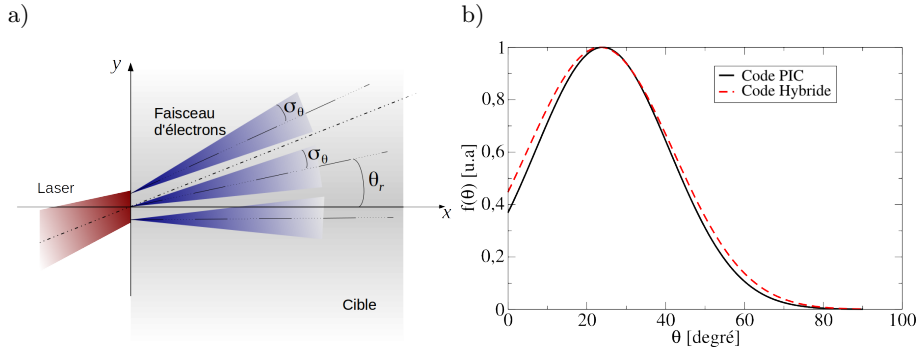 a)
y
Faisceau
d'électrons
σθ
σθ
θr
Laser
x
Cible
b)
1
0,8
0,6
0,4
0,2
0
f(θ) [u.a]
Code PIC
Code Hybride
0
20
40
60
80
100
θ [degré]